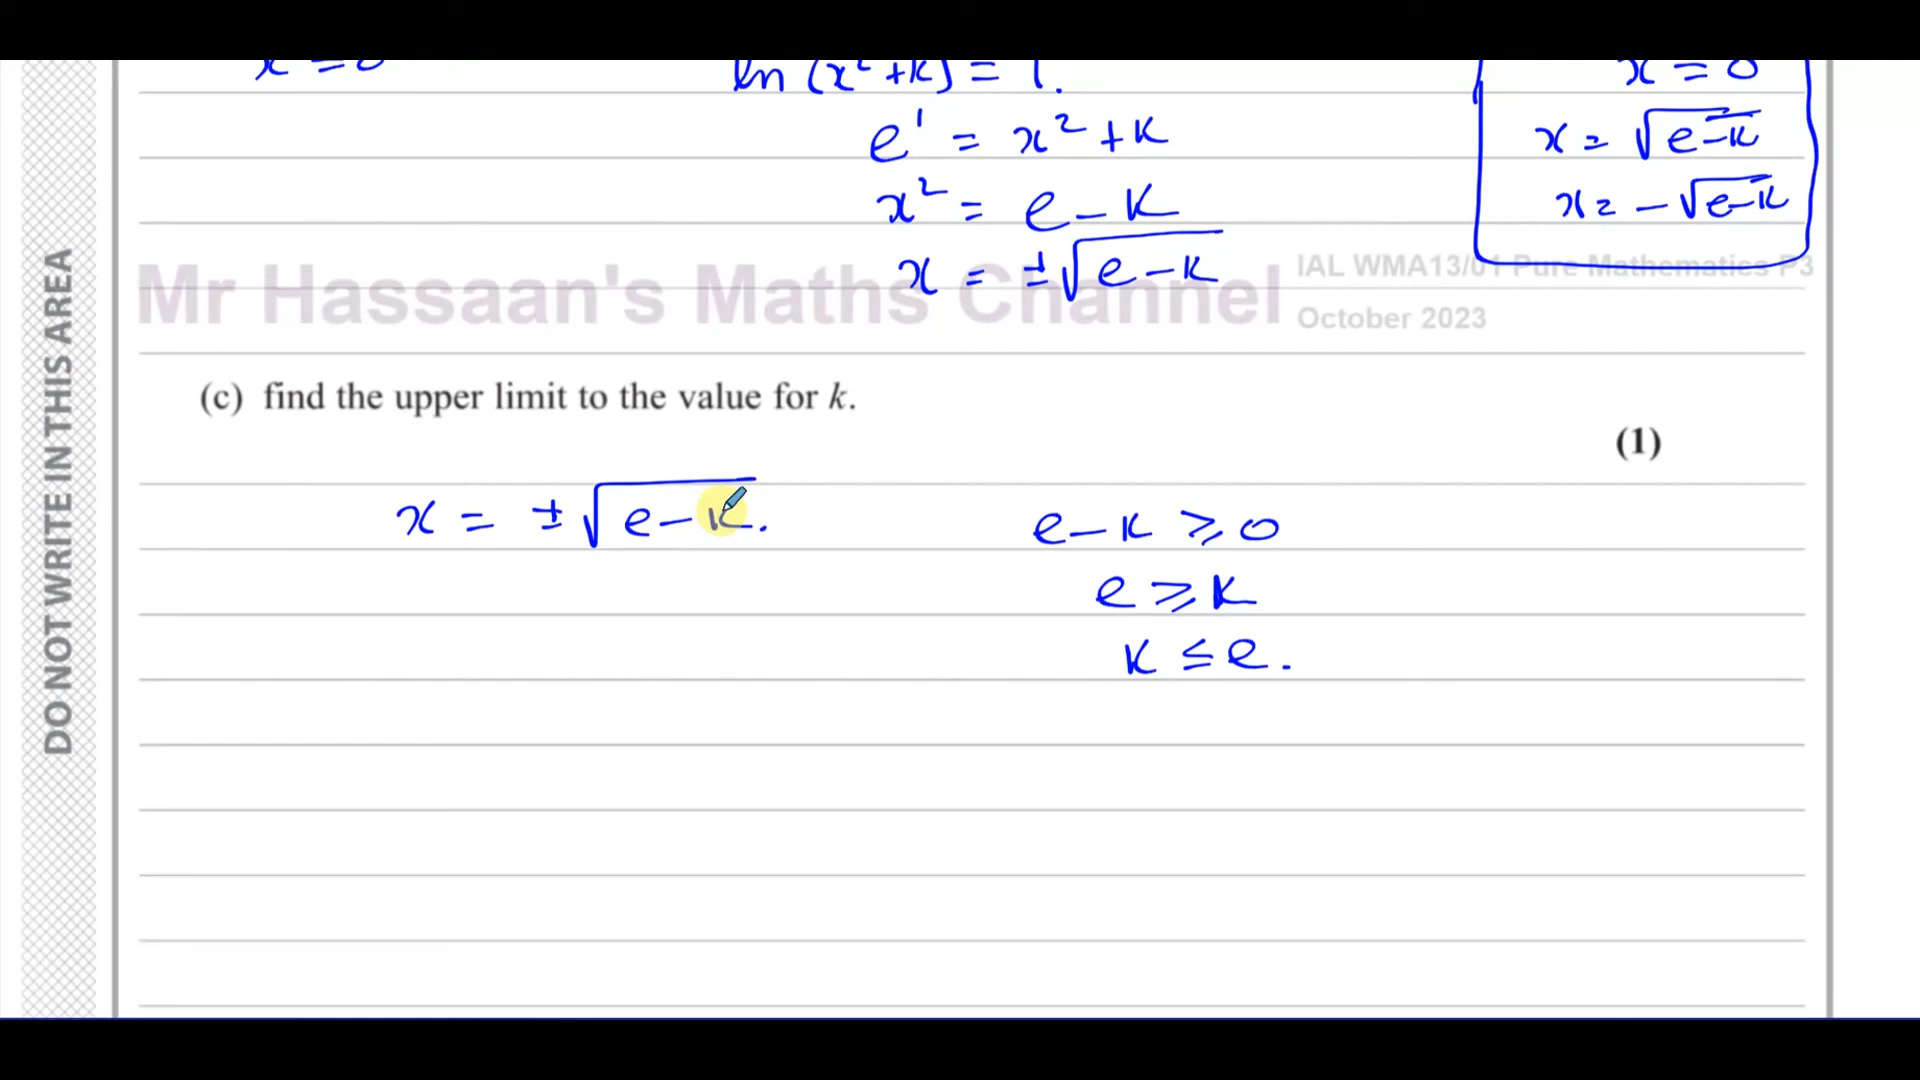 x = 0
ln (x² + k) = 1.
e¹ = x² + k
x² = e - k
x = ± √e - k
x = 0
x = √e - k
x = - √e - k
Mr Hassaan's Maths Channel
IAL WMA13/01 Pure Mathematics P3
October 2023
DO NOT WRITE IN THIS AREA
(c) find the upper limit to the value for k.
(1)
x = ± √e - k.
e - k ⩾ 0
e ⩾ k
k ≤ e.